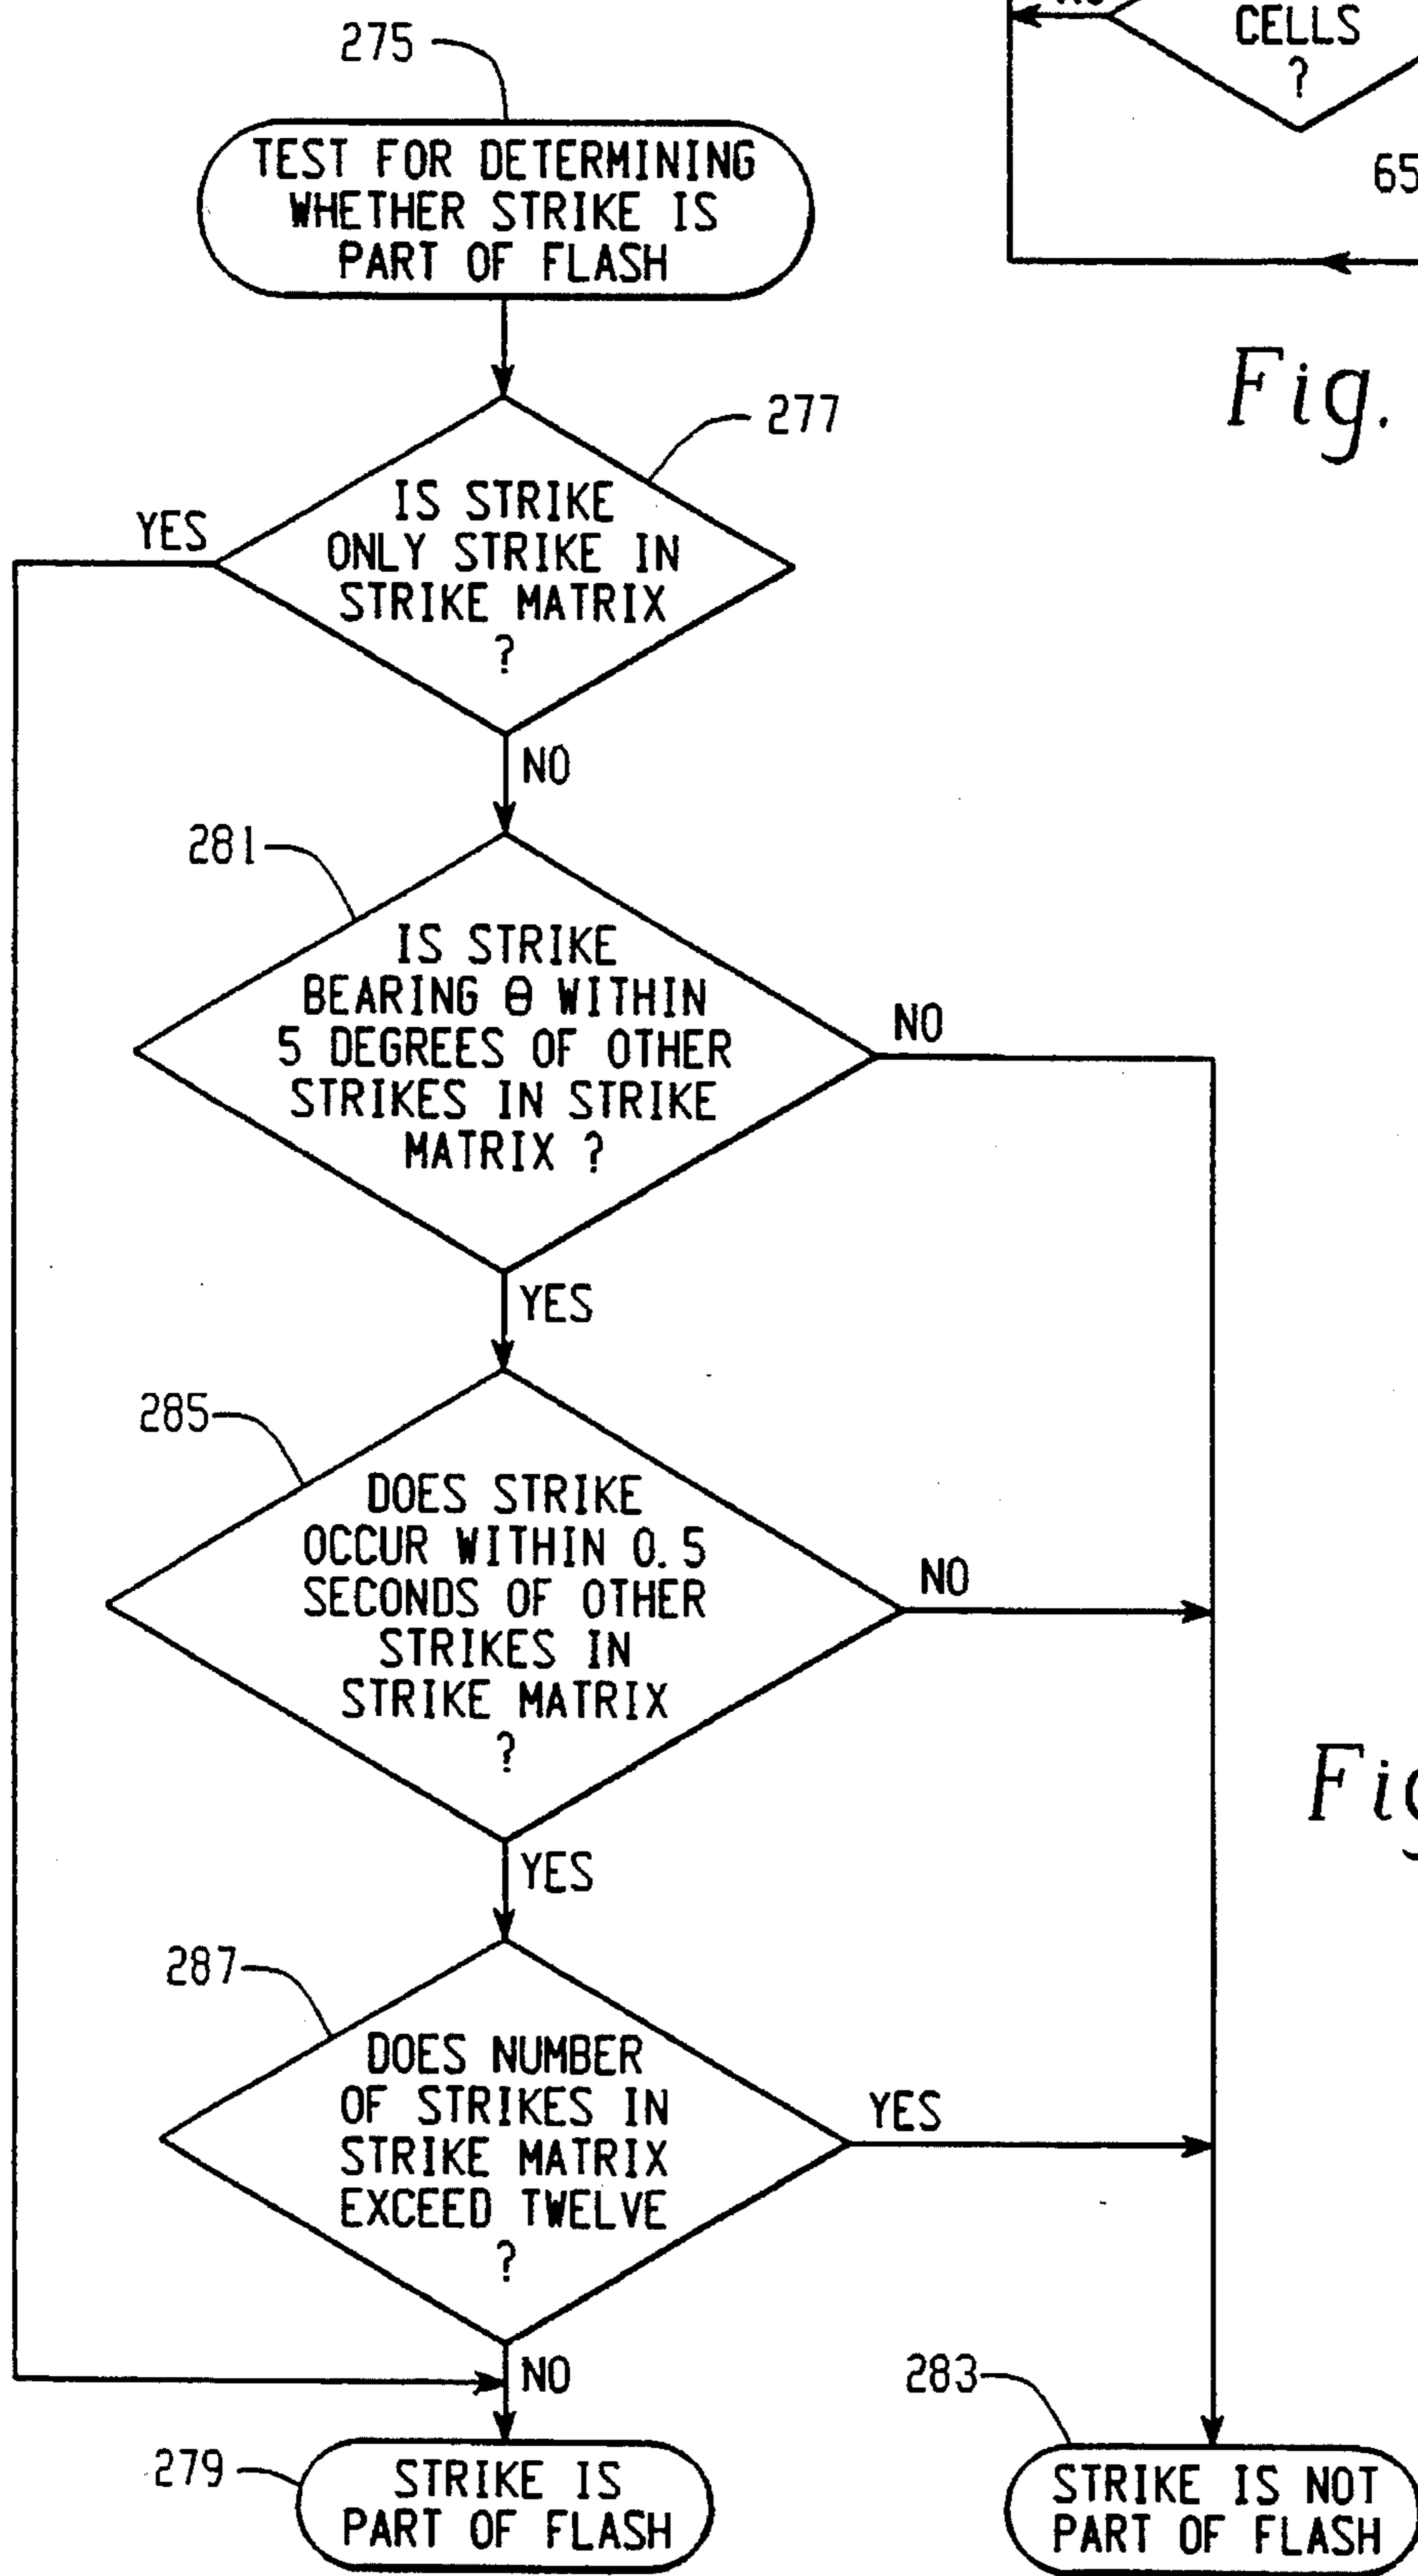 275
TEST FOR DETERMINING
WHETHER STRIKE IS
PART OF FLASH
277
IS STRIKE
ONLY STRIKE IN
STRIKE MATRIX
?
YES
NO
281
IS STRIKE
BEARING θ WITHIN
5 DEGREES OF OTHER
STRIKES IN STRIKE
MATRIX ?
NO
YES
285
DOES STRIKE
OCCUR WITHIN 0.5
SECONDS OF OTHER
STRIKES IN
STRIKE MATRIX
?
NO
YES
287
DOES NUMBER
OF STRIKES IN
STRIKE MATRIX
EXCEED TWELVE
?
YES
NO
279
STRIKE IS
PART OF FLASH
283
STRIKE IS NOT
PART OF FLASH
CELLS
?
65
Fig.